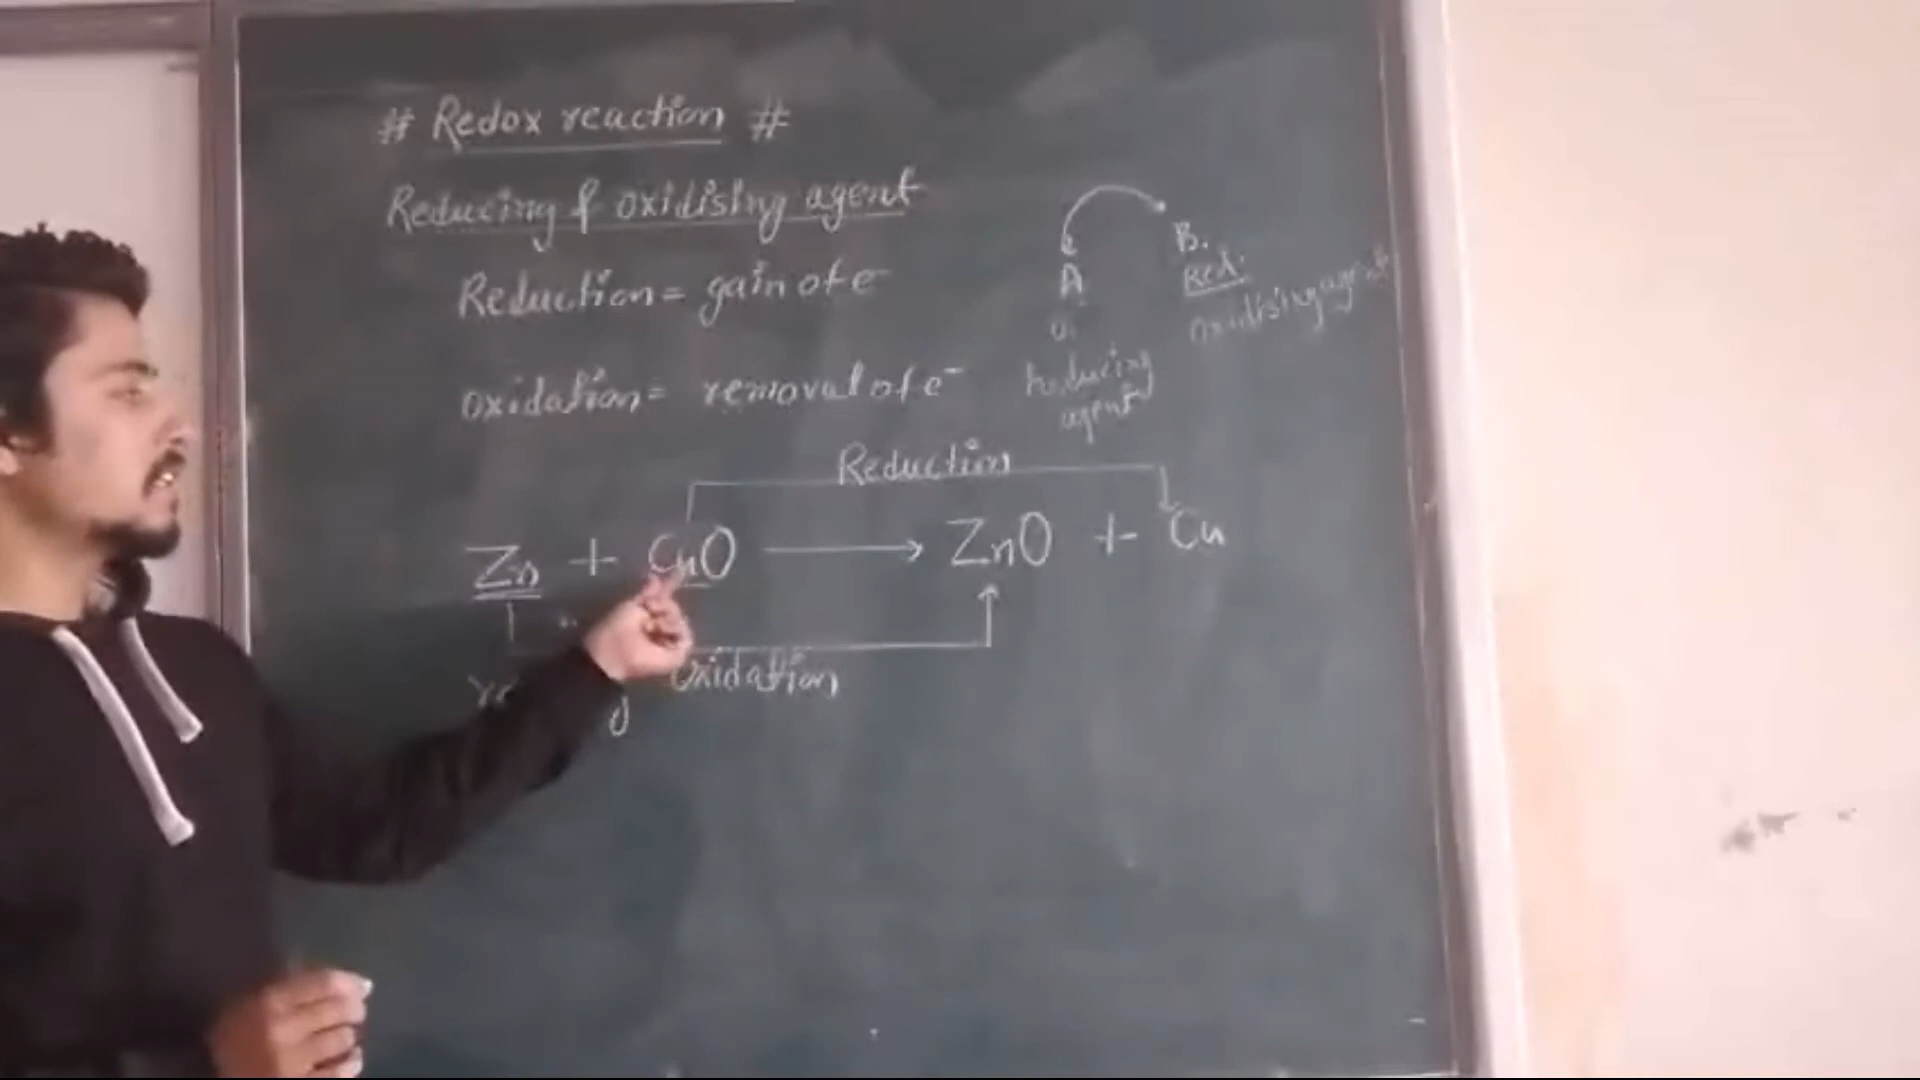 # Redox reaction #
Reducing & oxidising agent
Reduction = gain of e⁻
oxidation = removal of e⁻
e
A
B.
Red.
oxidising agent
reducing
agent
Reduction
Zn + CuO → ZnO + Cu
Oxidation